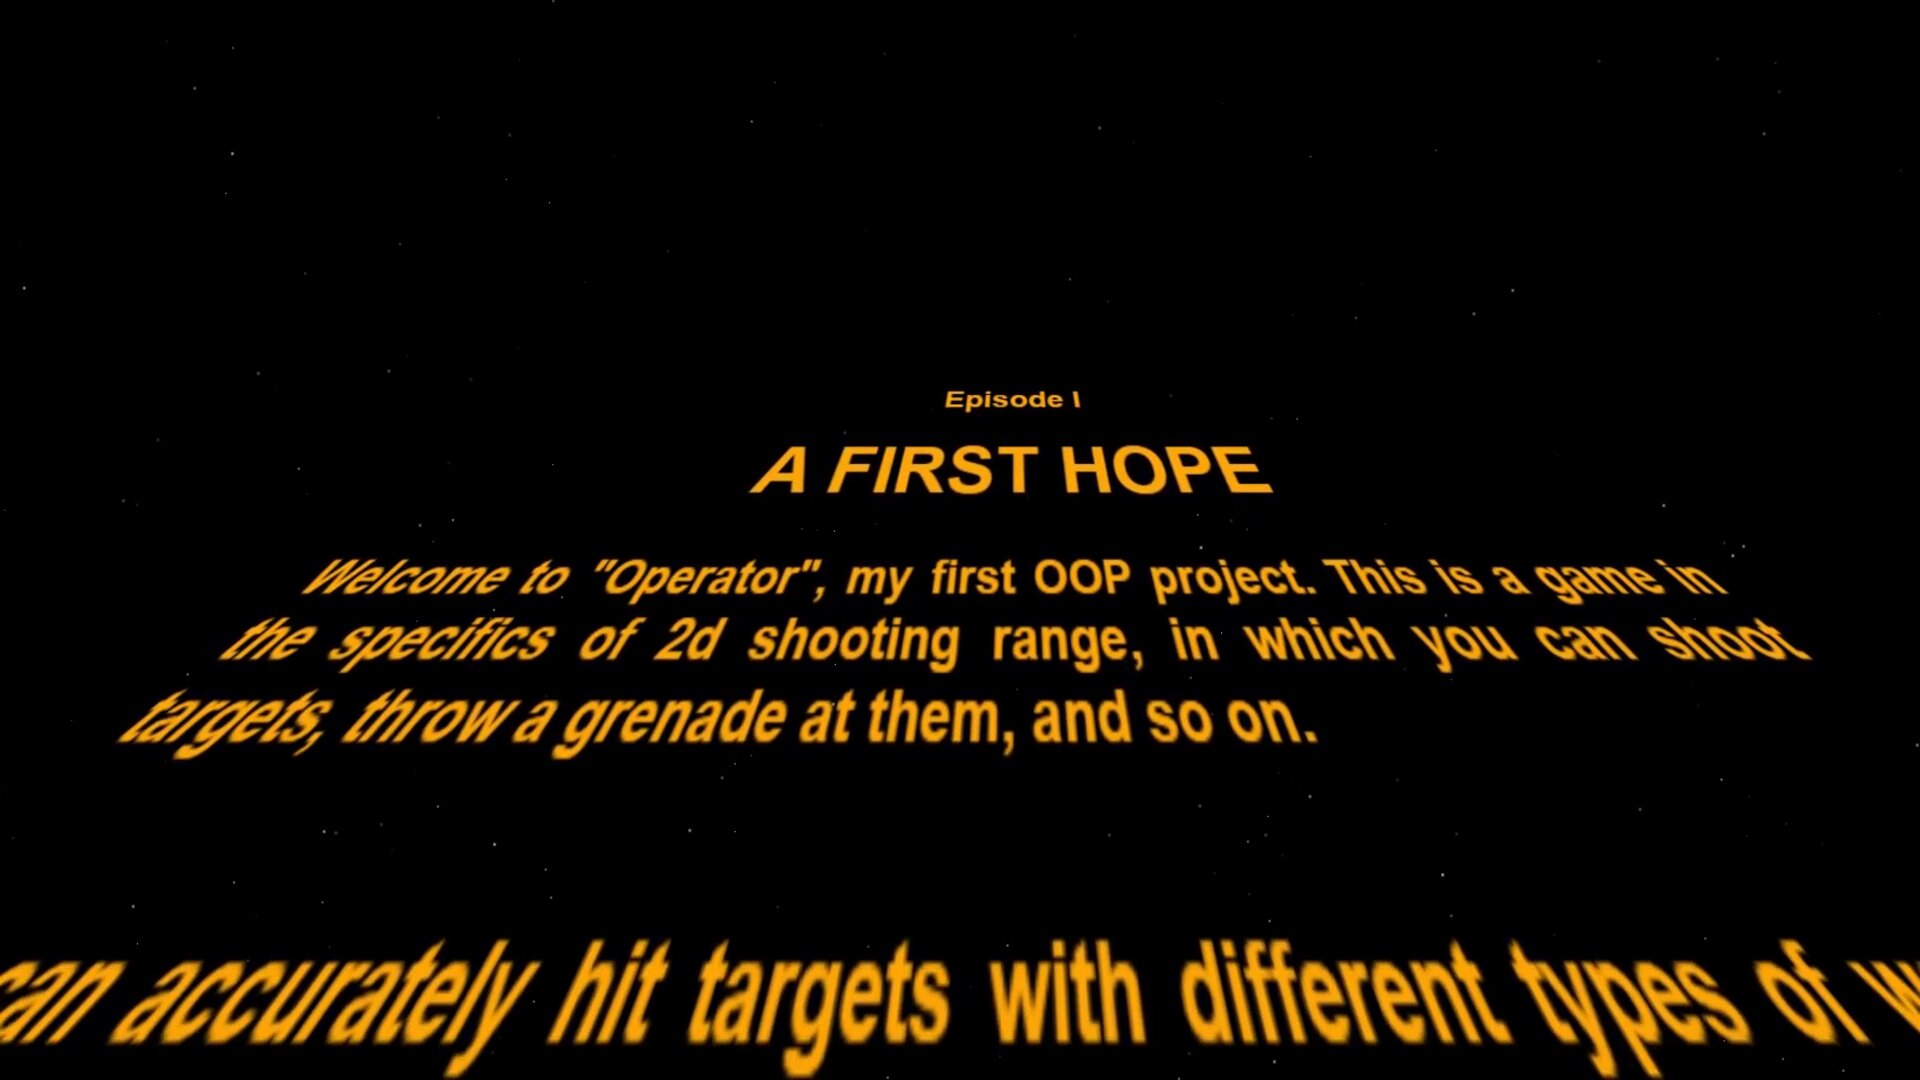 Episode I
A FIRST HOPE
Welcome to "Operator", my first OOP project. This is a game in
the specifics of 2d shooting range, in which you can shoot
targets, throw a grenade at them, and so on.
can accurately hit targets with different types of